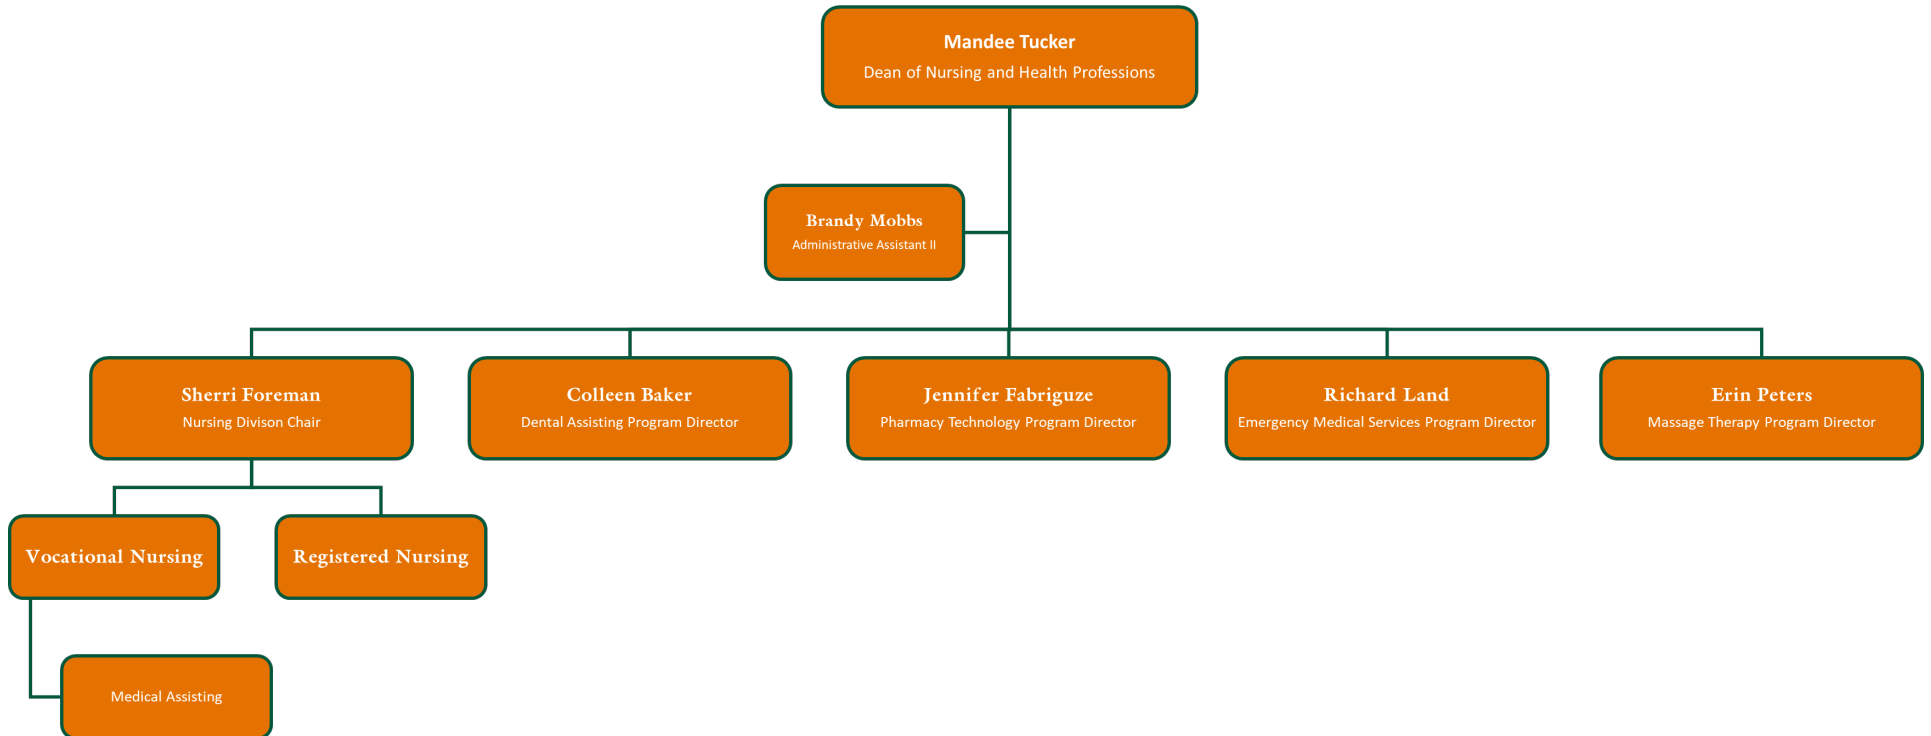 Mandee Tucker
Dean of Nursing and Health Professions
Brandy Mobbs
Administrative Assistant II
Sherri Foreman
Nursing Divison Chair
Colleen Baker
Dental Assisting Program Director
Jennifer Fabriguze
Pharmacy Technology Program Director
Richard Land
Emergency Medical Services Program Director
Erin Peters
Massage Therapy Program Director
Vocational Nursing
Registered Nursing
Medical Assisting